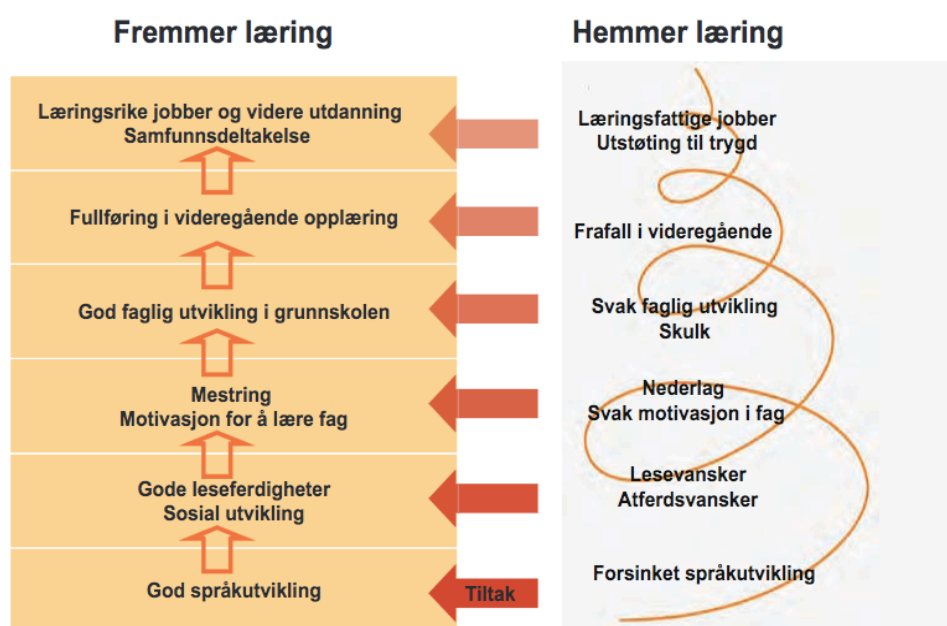 Fremmer læring
Læringsrike jobber og videre utdanning
Samfunnsdeltakelse
Fullføring i videregående opplæring
God faglig utvikling i grunnskolen
Mestring
Motivasjon for å lære fag
Gode leseferdigheter
Sosial utvikling
God språkutvikling
Tiltak
Hemmer læring
Læringsfattige jobber
Utstøting til trygd
Frafall i videregående
Svak faglig utvikling
Skulk
Nederlag
Svak motivasjon i fag
Lesevansker
Atferdsvansker
Forsinket språkutvikling